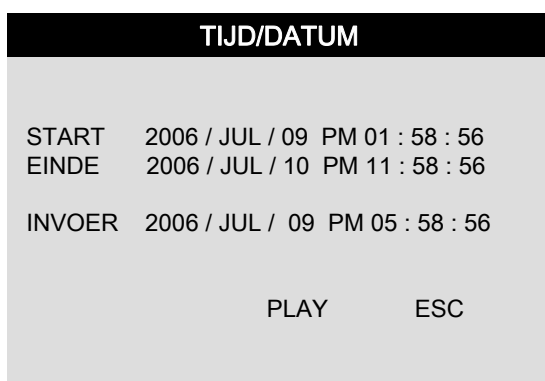 TIJD/DATUM
START 2006 / JUL / 09 PM 01 : 58 : 56
EINDE 2006 / JUL / 10 PM 11 : 58 : 56
INVOER 2006 / JUL / 09 PM 05 : 58 : 56
PLAY ESC